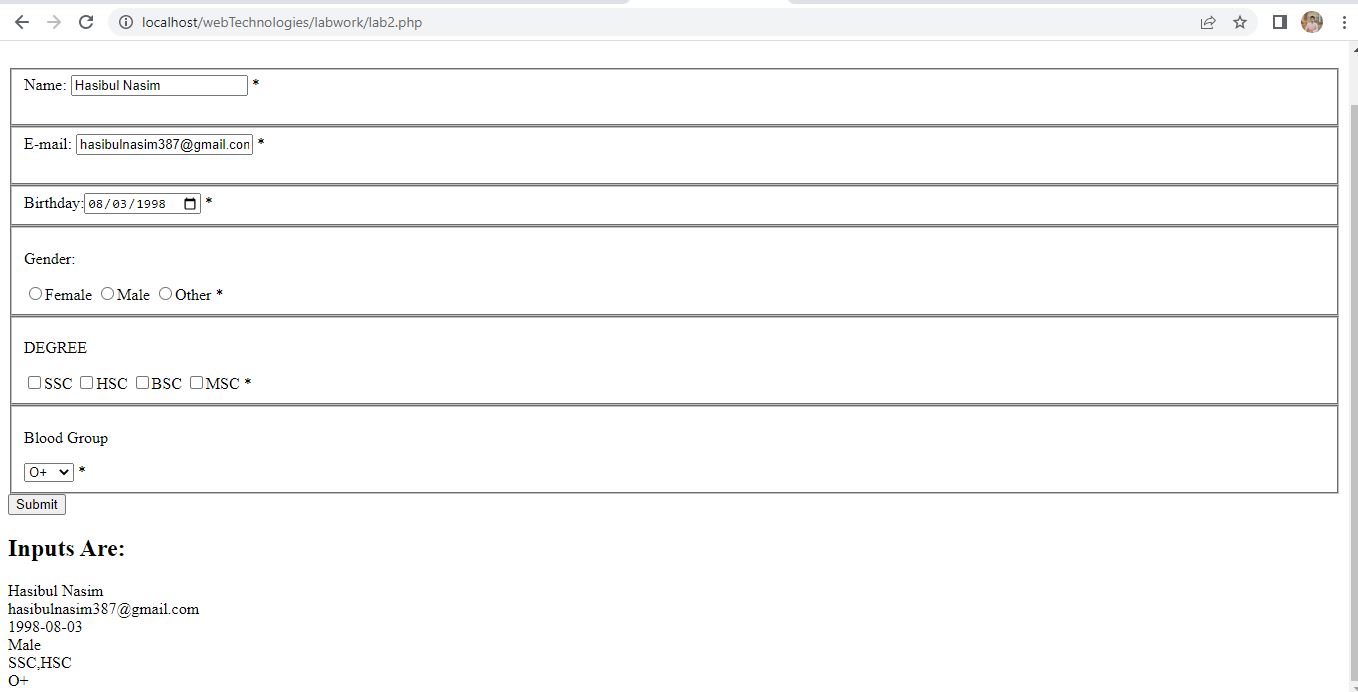 localhost/webTechnologies/labwork/lab2.php
Name: Hasibul Nasim *
E-mail: hasibulnasim387@gmail.con *
Birthday: 08/03/1998 *
Gender:
Female Male Other *
DEGREE
SSC HSC BSC MSC *
Blood Group
O+ *
Submit
Inputs Are:
Hasibul Nasim
hasibulnasim387@gmail.com
1998-08-03
Male
SSC,HSC
O+